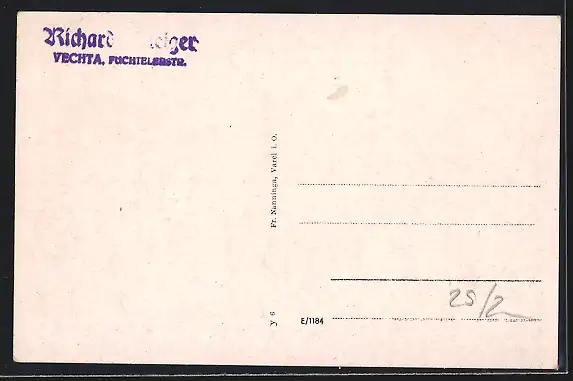 Richard
VECHTA, FUCHTELERSTR.
Fr. Nanninga, Varel i. O.
y 6
E/1184
25/2